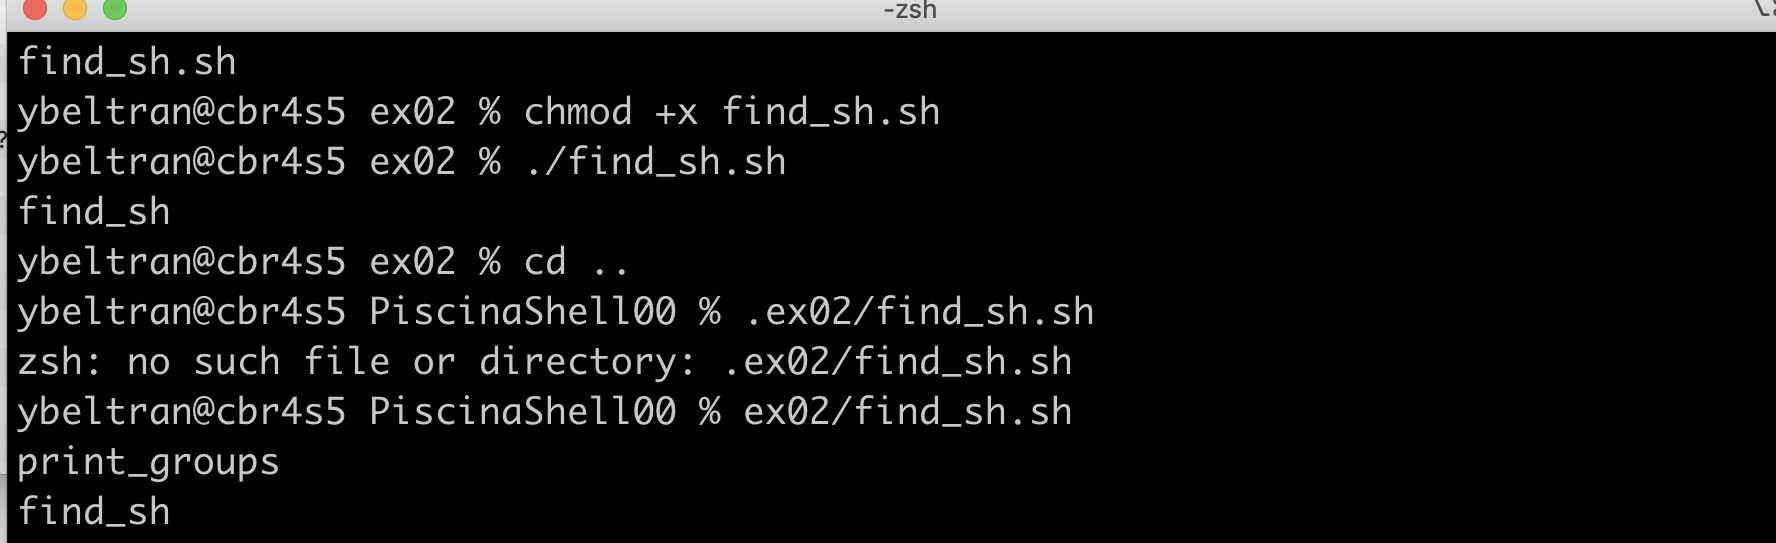 -zsh
find_sh.sh
ybeltran@cbr4s5 ex02 % chmod +x find_sh.sh
ybeltran@cbr4s5 ex02 % ./find_sh.sh
find_sh
ybeltran@cbr4s5 ex02 % cd ..
ybeltran@cbr4s5 PiscinaShell00 % .ex02/find_sh.sh
zsh: no such file or directory: .ex02/find_sh.sh
ybeltran@cbr4s5 PiscinaShell00 % ex02/find_sh.sh
print_groups
find_sh